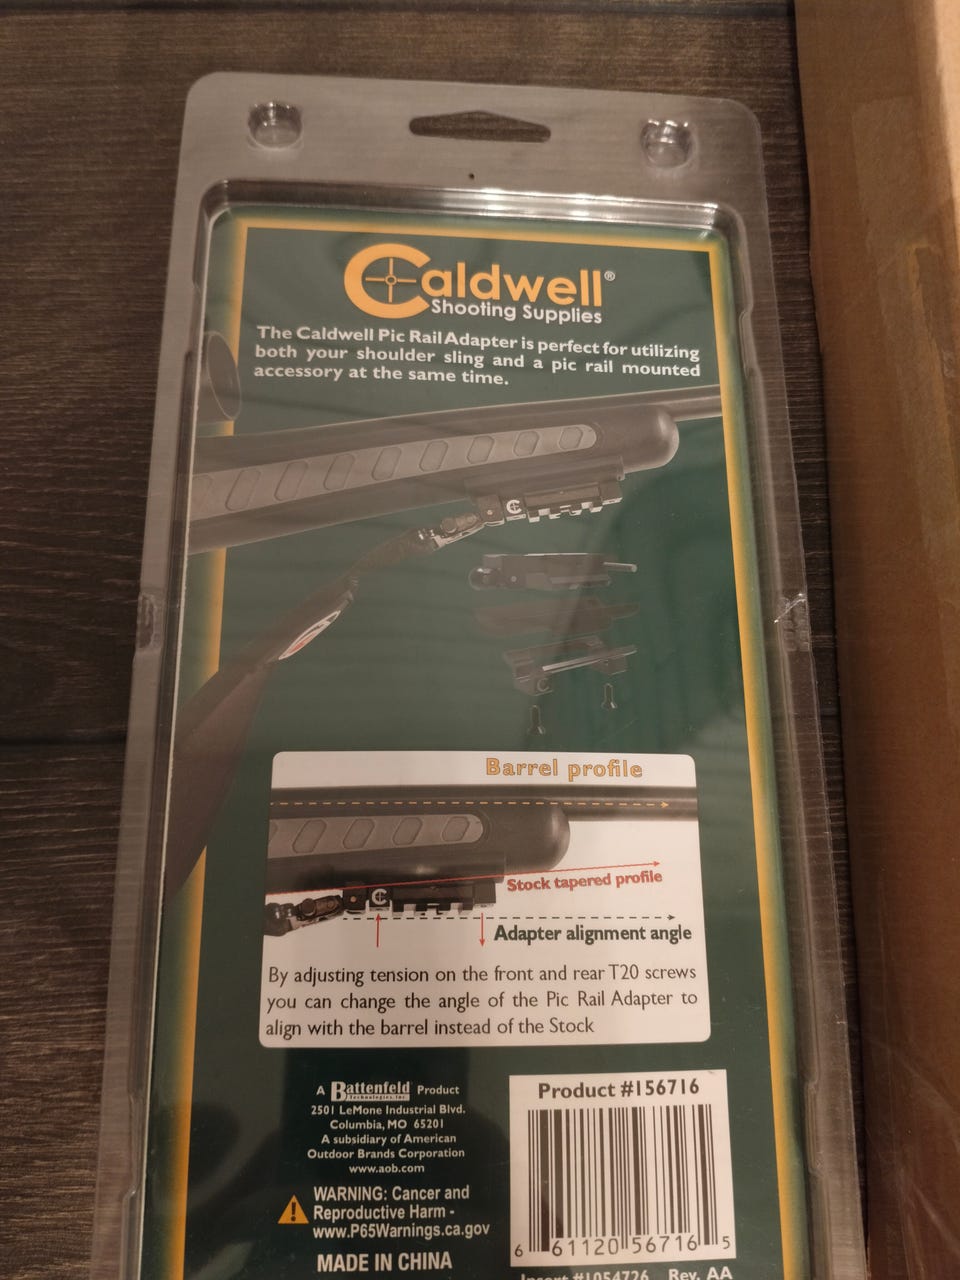 Caldwell®
Shooting Supplies
The Caldwell Pic Rail Adapter is perfect for utilizing
both your shoulder sling and a pic rail mounted
accessory at the same time.
Barrel profile
Stock tapered profile
Adapter alignment angle
By adjusting tension on the front and rear T20 screws
you can change the angle of the Pic Rail Adapter to
align with the barrel instead of the Stock
A Battenfeld Product
Technologies, Inc.
2501 LeMone Industrial Blvd.
Columbia, MO 65201
A subsidiary of American
Outdoor Brands Corporation
www.aob.com
WARNING: Cancer and
Reproductive Harm -
www.P65Warnings.ca.gov
MADE IN CHINA
Product #156716
6 61120 56716 5
Insert #1054726 Rev. AA